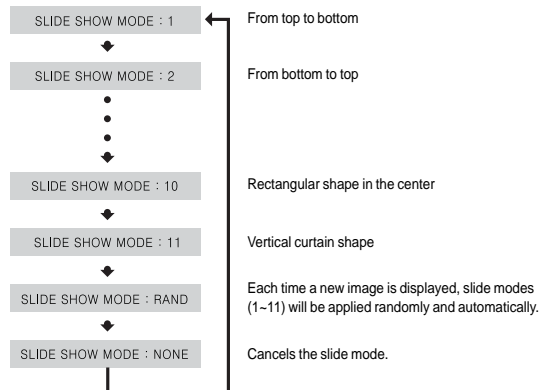 SLIDE SHOW MODE : 1
From top to bottom
SLIDE SHOW MODE : 2
From bottom to top
SLIDE SHOW MODE : 10
Rectangular shape in the center
SLIDE SHOW MODE : 11
Vertical curtain shape
SLIDE SHOW MODE : RAND
Each time a new image is displayed, slide modes
(1~11) will be applied randomly and automatically.
SLIDE SHOW MODE : NONE
Cancels the slide mode.